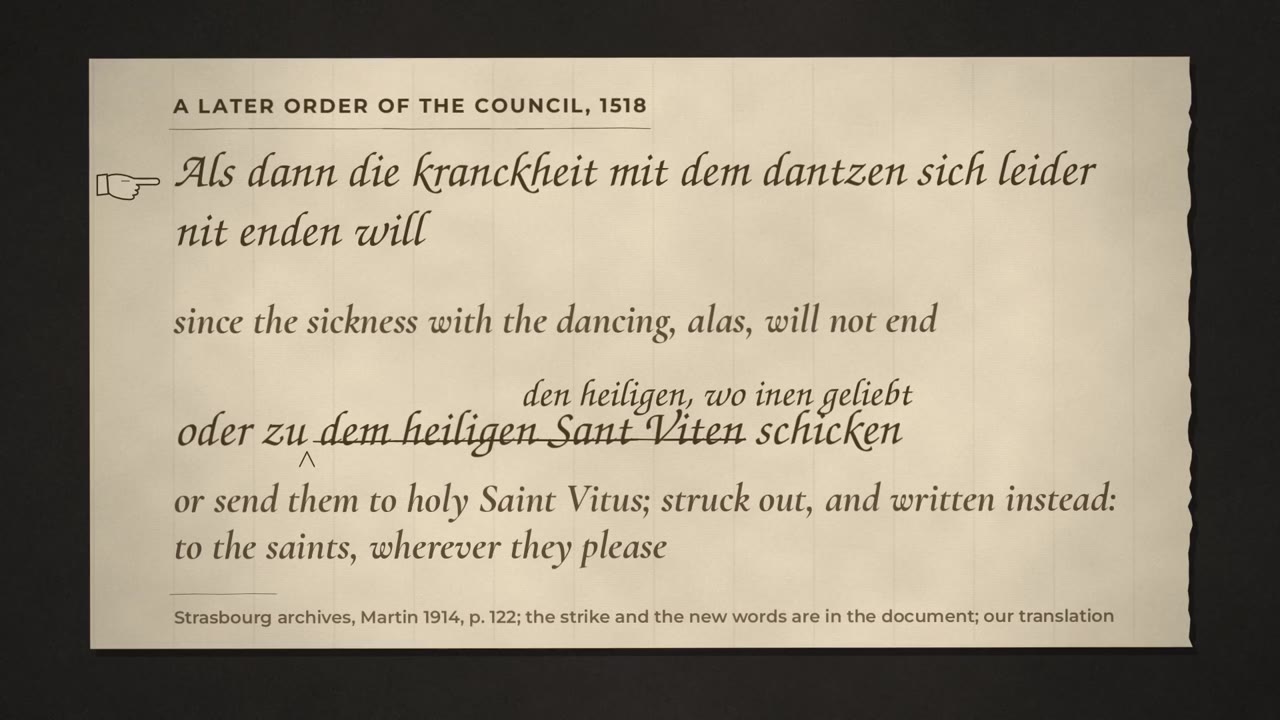 A LATER ORDER OF THE COUNCIL, 1518
Als dann die kranckheit mit dem dantzen sich leider
nit enden will
since the sickness with the dancing, alas, will not end
den heiligen, wo inen geliebt
oder zu dem heiligen Sant Viten schicken
or send them to holy Saint Vitus; struck out, and written instead:
to the saints, wherever they please
Strasbourg archives, Martin 1914, p. 122; the strike and the new words are in the document; our translation